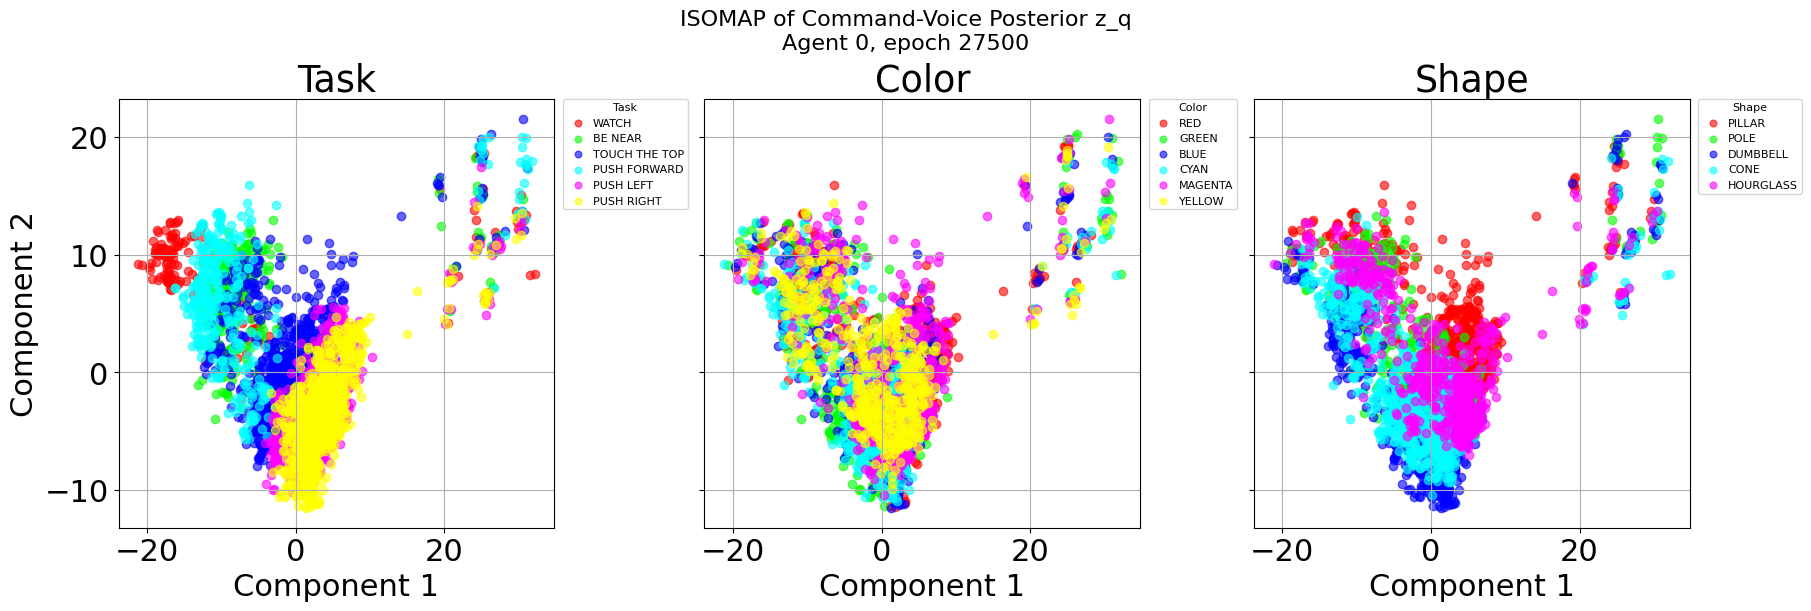 ISOMAP of Command-Voice Posterior z_q
Agent 0, epoch 27500
Task
Color
Shape
Task
WATCH
BE NEAR
TOUCH THE TOP
PUSH FORWARD
PUSH LEFT
PUSH RIGHT
Color
RED
GREEN
BLUE
CYAN
MAGENTA
YELLOW
Shape
PILLAR
POLE
DUMBBELL
CONE
HOURGLASS
Component 2
20
10
0
−10
−20 0 20
−20 0 20
−20 0 20
Component 1
Component 1
Component 1